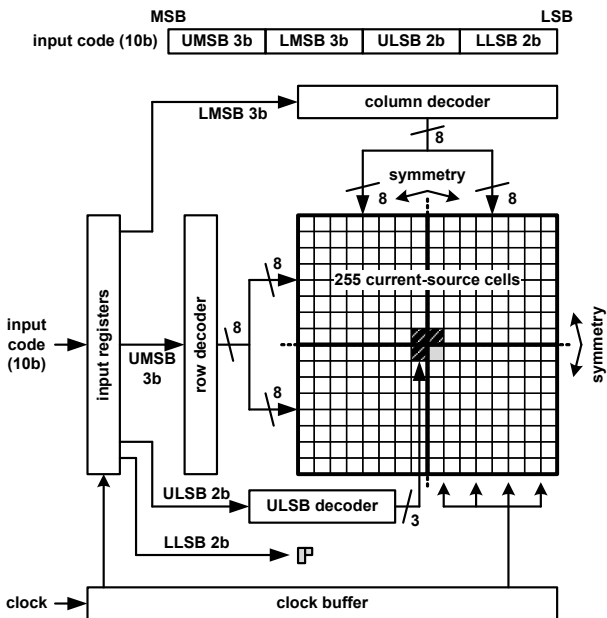 MSB LSB
input code (10b) UMSB 3b LMSB 3b ULSB 2b LLSB 2b
column decoder
LMSB 3b
8
symmetry
8 8
8
255 current-source cells
input registers
row decoder
8
input
code
(10b)
UMSB
3b
symmetry
8
ULSB 2b
ULSB decoder
3
LLSB 2b
clock
clock buffer